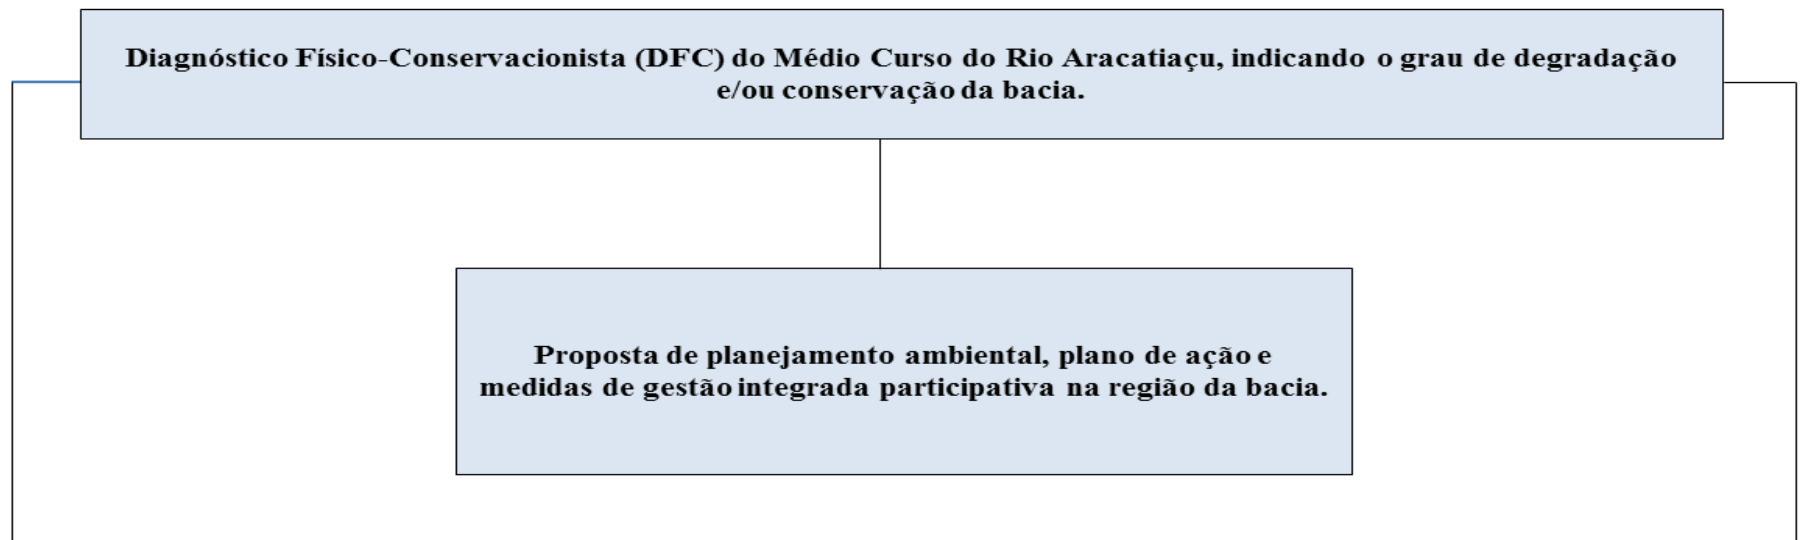 Diagnóstico Físico-Conservacionista (DFC) do Médio Curso do Rio Aracatiaçu, indicando o grau de degradação
e/ou conservação da bacia.
Proposta de planejamento ambiental, plano de ação e
medidas de gestão integrada participativa na região da bacia.